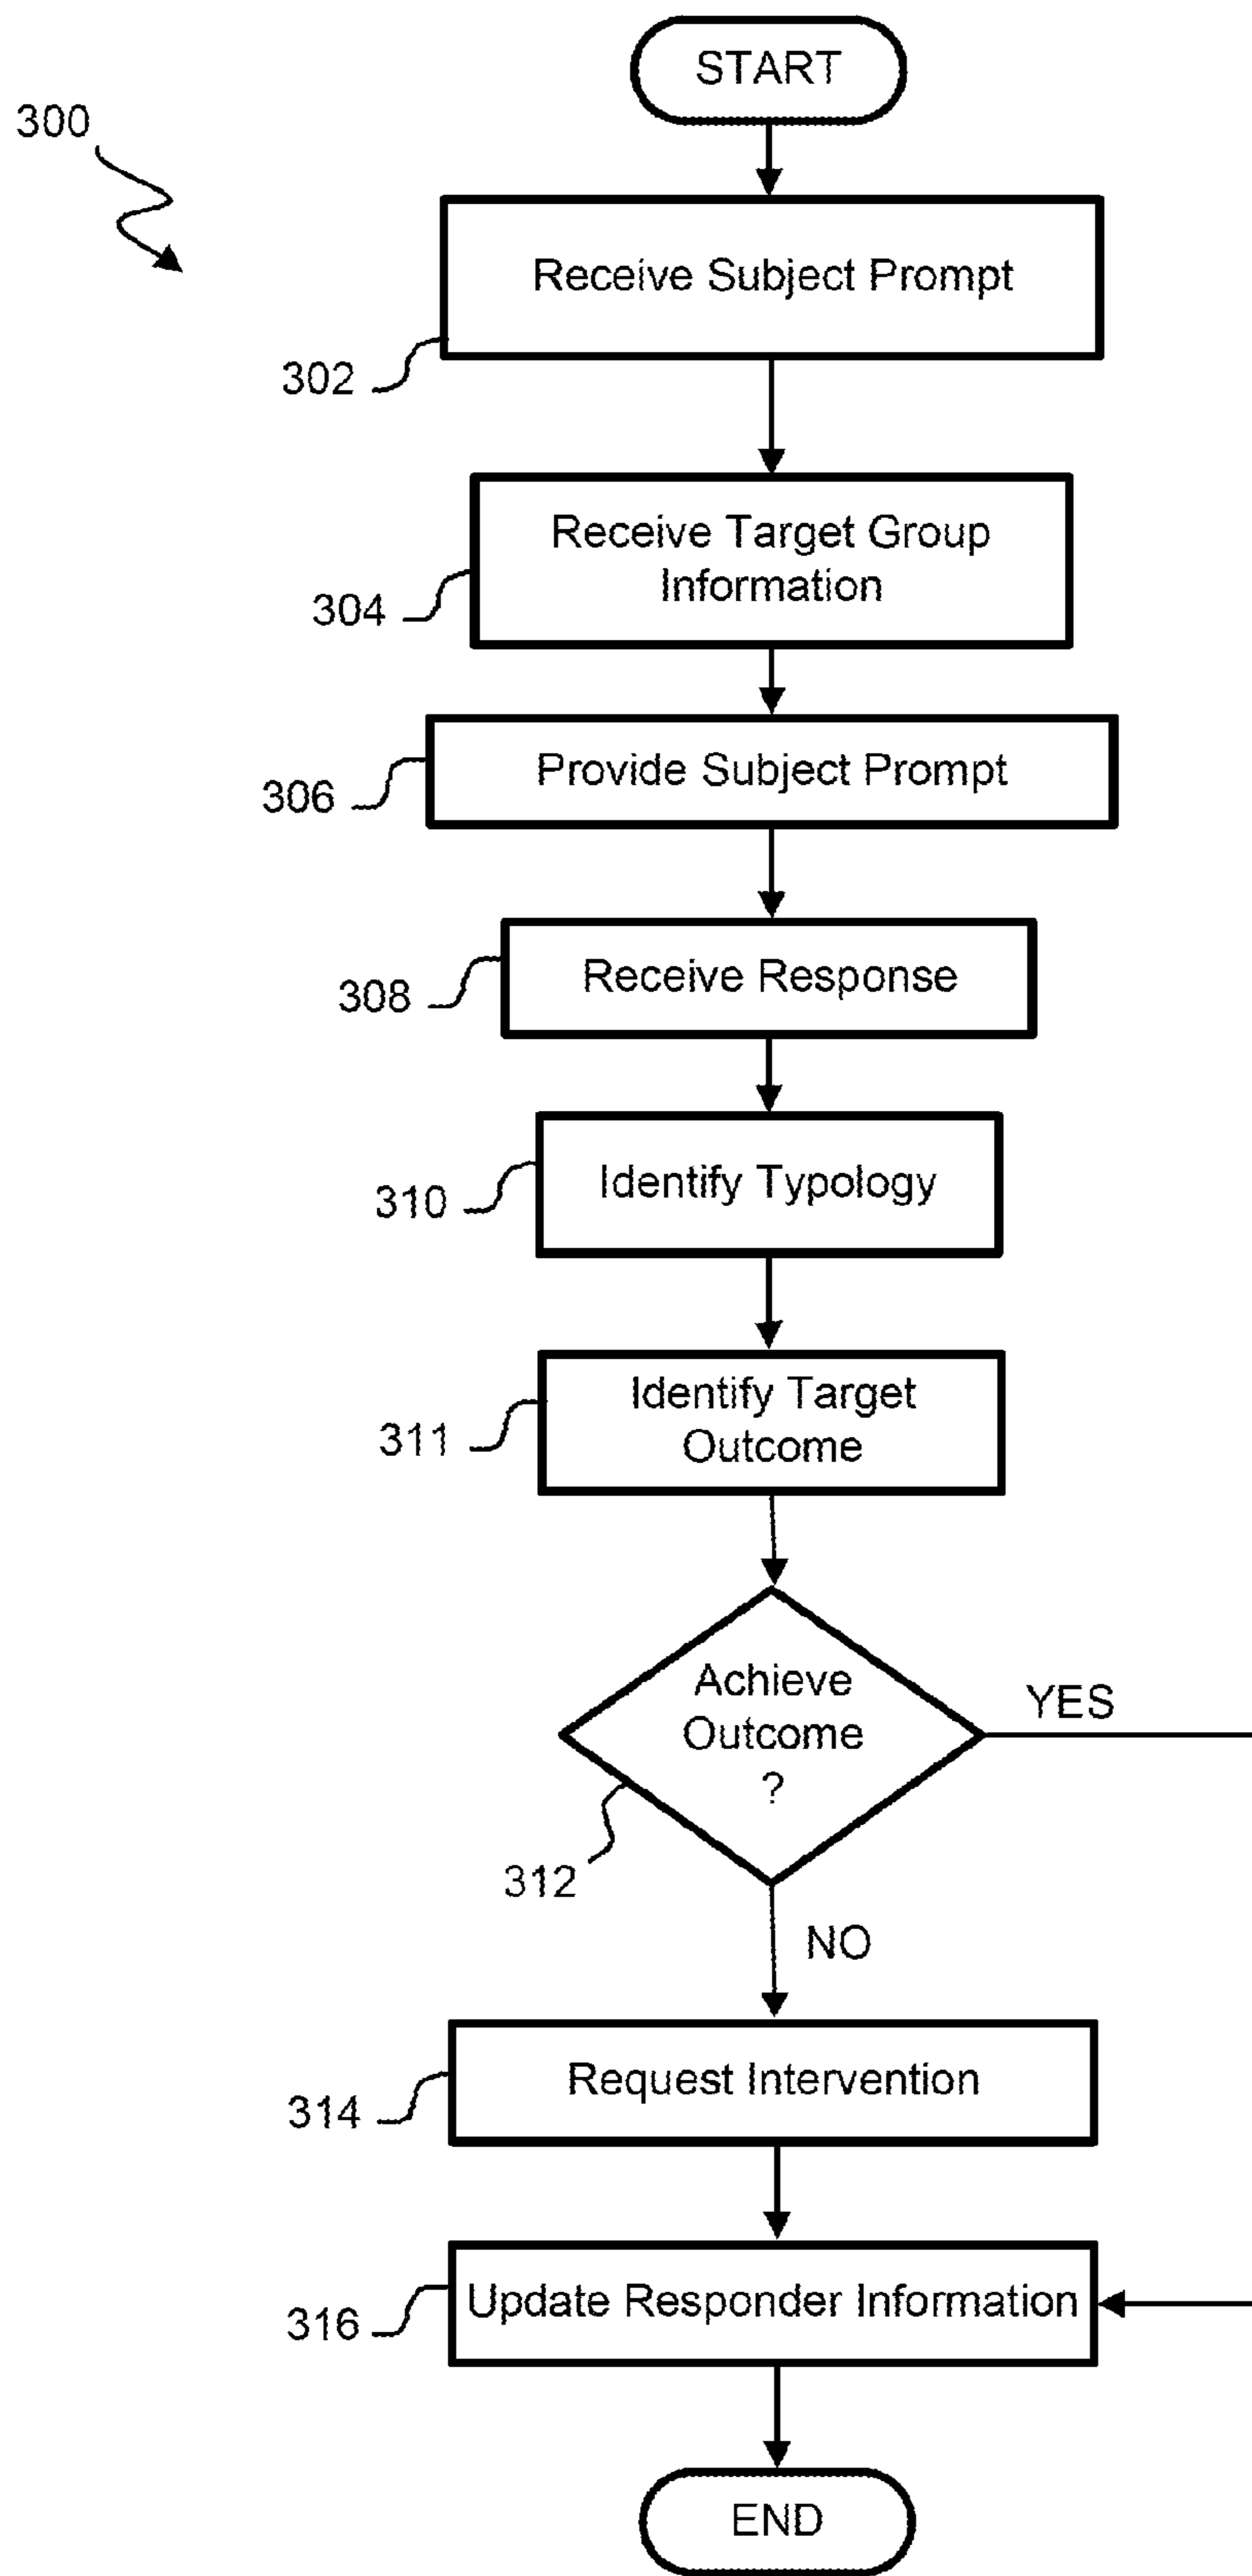 START
300
Receive Subject Prompt
302
Receive Target Group
Information
304
Provide Subject Prompt
306
Receive Response
308
Identify Typology
310
Identify Target
Outcome
311
Achieve
Outcome
?
YES
312
NO
Request Intervention
314
Update Responder Information
316
END